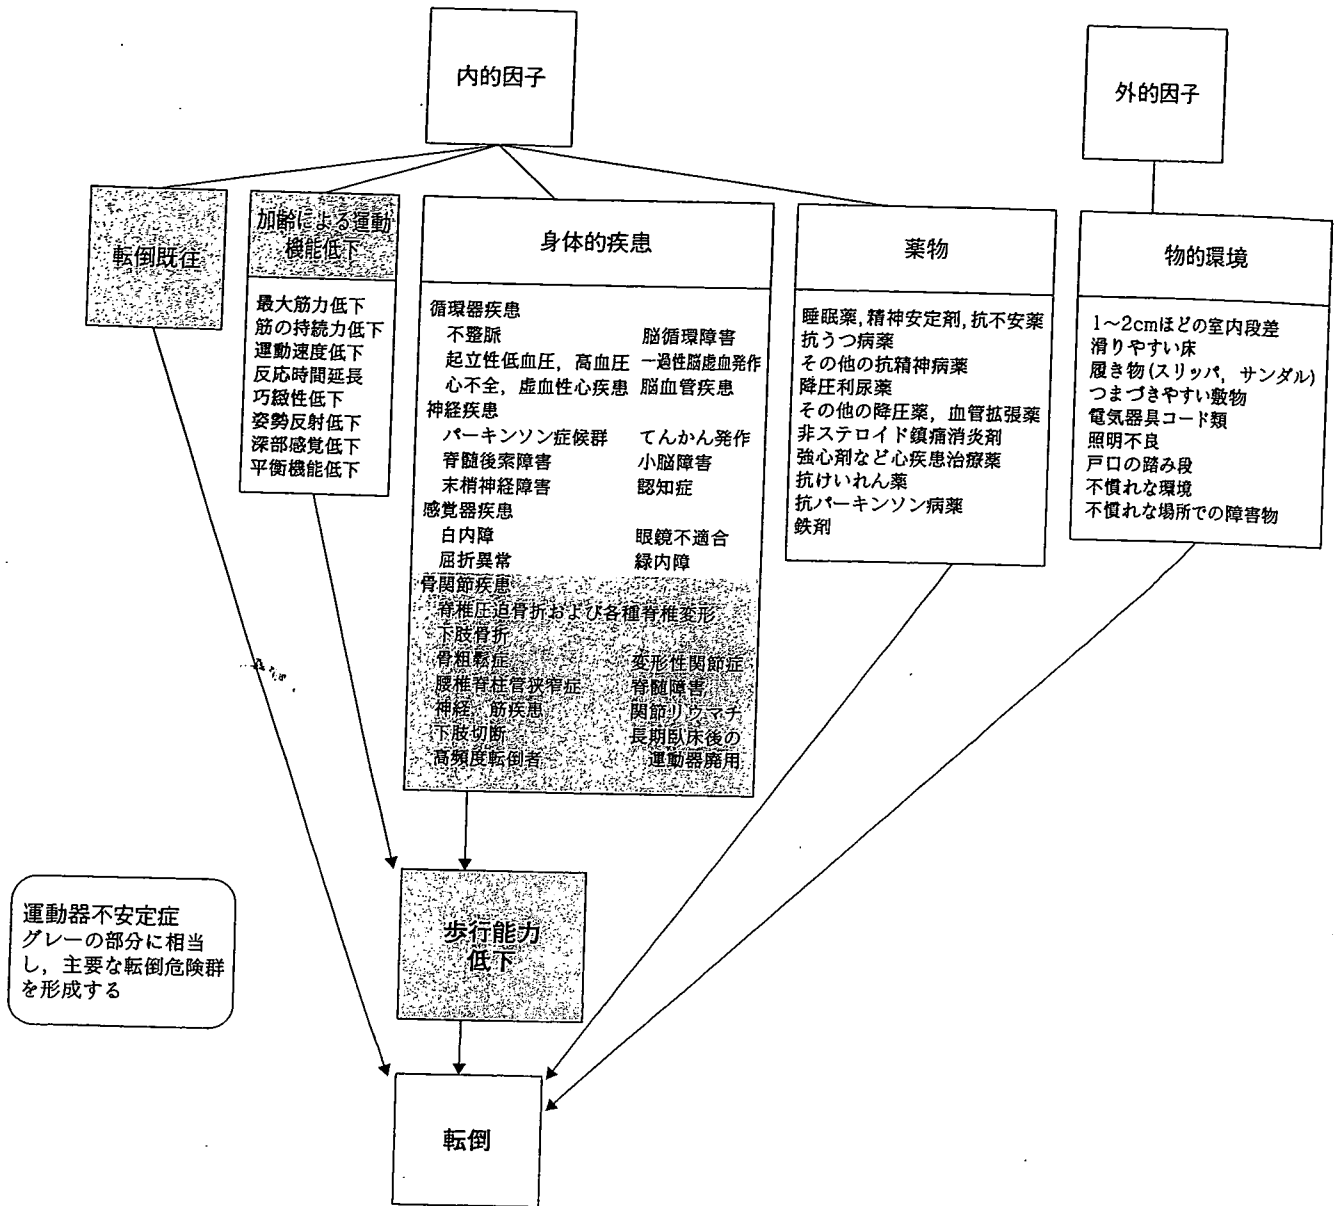 内的因子
外的因子
転倒既往
加齢による運動
機能低下
最大筋力低下
筋の持続力低下
運動速度低下
反応時間延長
巧緻性低下
姿勢反射低下
深部感覚低下
平衡機能低下
身体的疾患
循環器疾患
不整脈 脳循環障害
起立性低血圧，高血圧 一過性脳虚血発作
心不全，虚血性心疾患 脳血管疾患
神経疾患
パーキンソン症候群 てんかん発作
脊髄後索障害 小脳障害
末梢神経障害 認知症
感覚器疾患
白内障 眼鏡不適合
屈折異常 緑内障
骨関節疾患
脊椎圧迫骨折および各種脊椎変形
下肢骨折
骨粗鬆症 変形性関節症
腰椎脊柱管狭窄症 脊髄障害
神経，筋疾患 関節リウマチ
下肢切断 長期臥床後の
高頻度転倒者 運動器廃用
薬物
睡眠薬，精神安定剤，抗不安薬
抗うつ病薬
その他の抗精神病薬
降圧利尿薬
その他の降圧薬，血管拡張薬
非ステロイド鎮痛消炎剤
強心剤など心疾患治療薬
抗けいれん薬
抗パーキンソン病薬
鉄剤
物的環境
1〜2cmほどの室内段差
滑りやすい床
履き物(スリッパ，サンダル)
つまづきやすい敷物
電気器具コード類
照明不良
戸口の踏み段
不慣れな環境
不慣れな場所での障害物
歩行能力
低下
運動器不安定症
グレーの部分に相当
し，主要な転倒危険群
を形成する
転倒